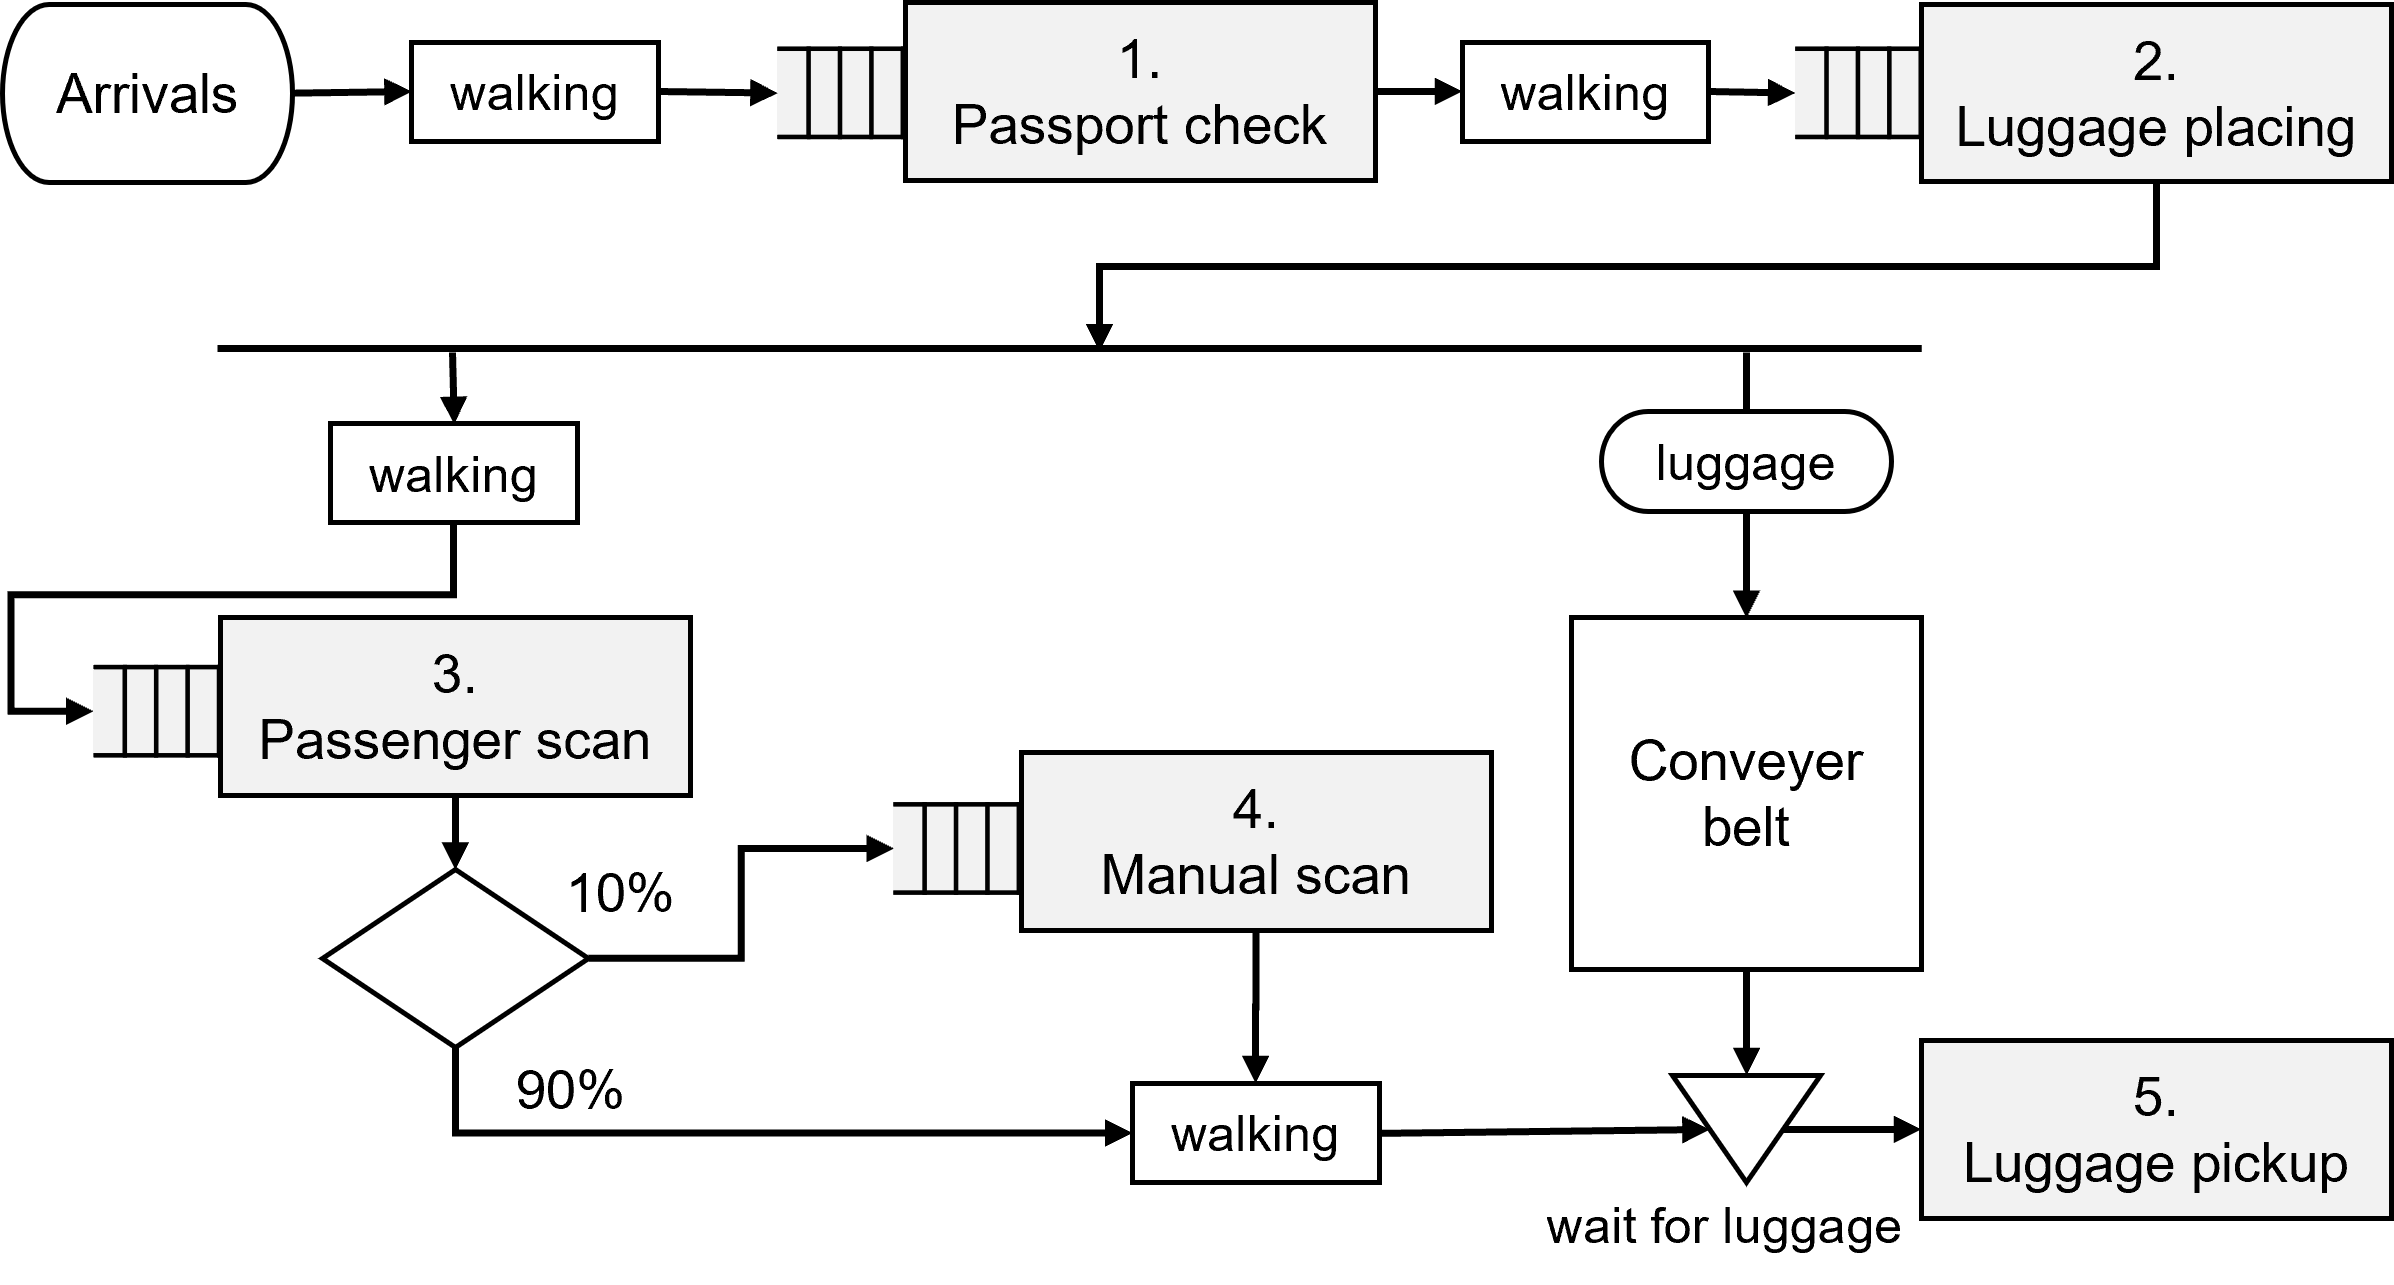 Arrivals
walking
1.
Passport check
walking
2.
Luggage placing
walking
luggage
3.
Passenger scan
Conveyer
belt
4.
Manual scan
10%
90%
walking
5.
Luggage pickup
wait for luggage